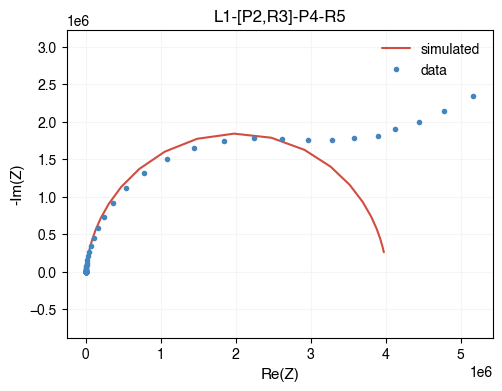 L1-[P2,R3]-P4-R5
1e6
simulated
data
3.0
2.5
2.0
1.5
1.0
0.5
0.0
−0.5
-Im(Z)
0 1 2 3 4 5
1e6
Re(Z)